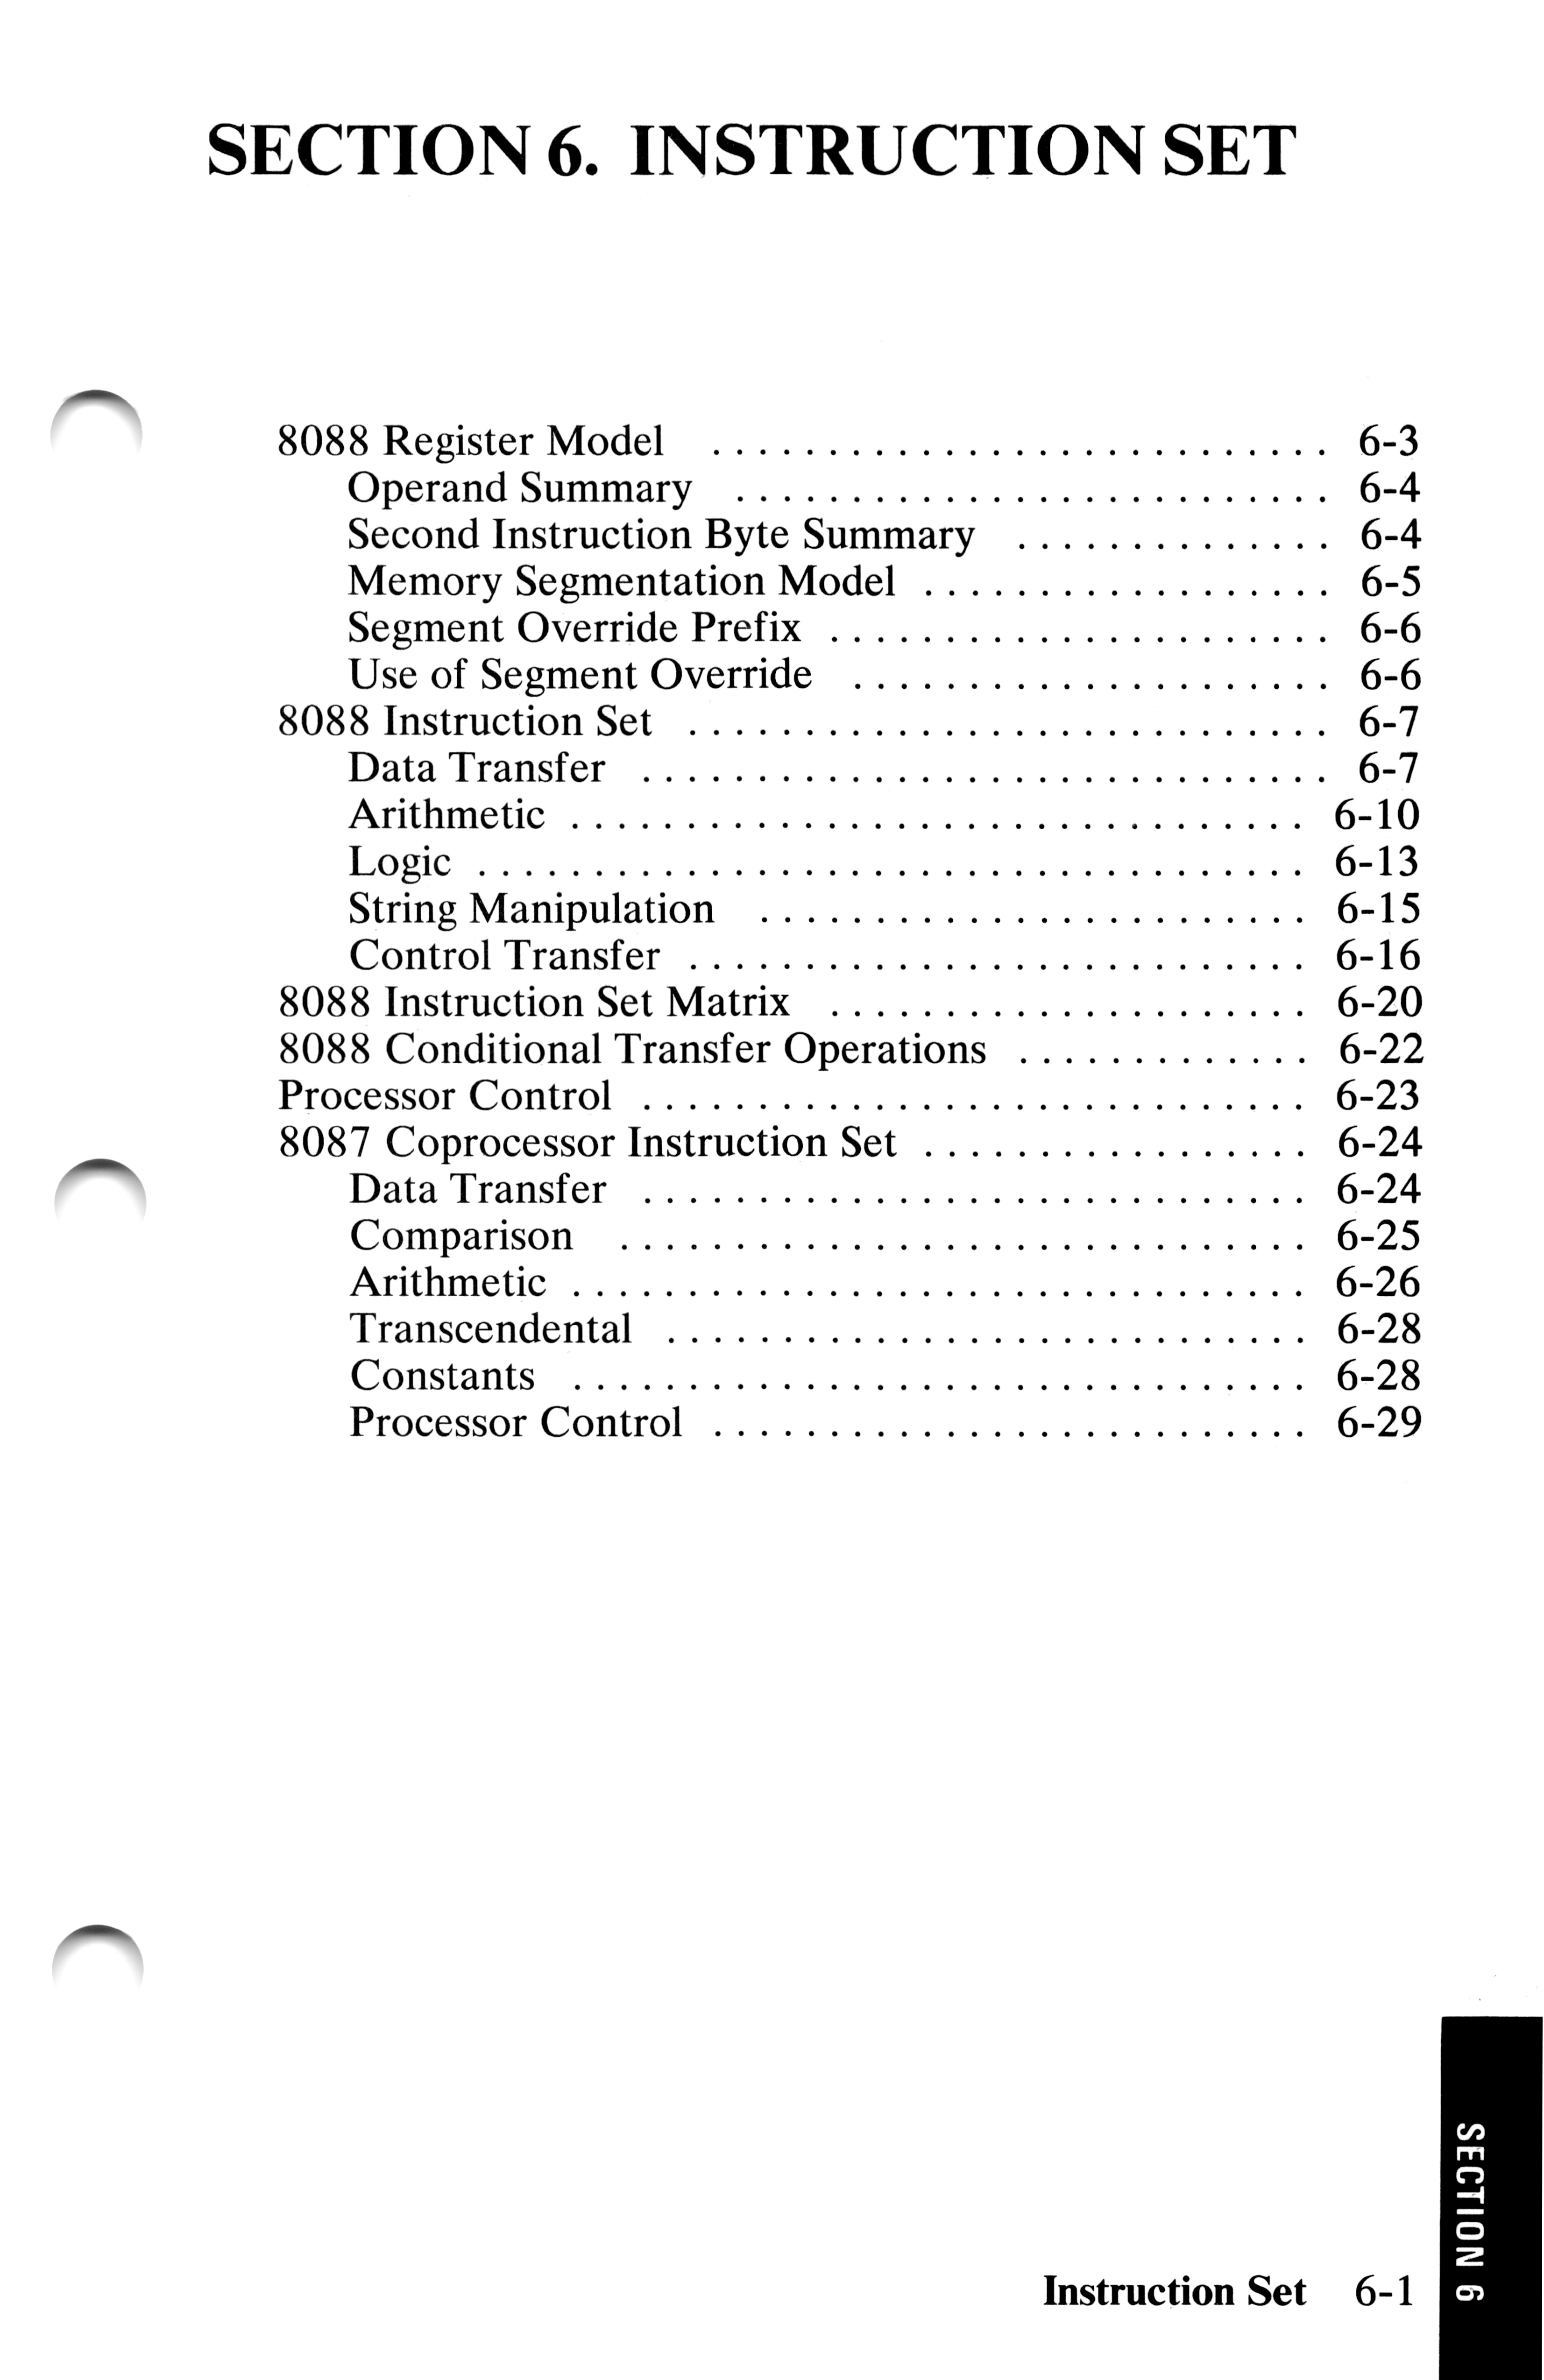 SECTION 6. INSTRUCTION SET
8088 Register Model . . . . . . . . . . . . . . . . . . . . . . . . . . . 6-3
Operand Summary . . . . . . . . . . . . . . . . . . . . . . . . . . 6-4
Second Instruction Byte Summary . . . . . . . . . . . . . . 6-4
Memory Segmentation Model . . . . . . . . . . . . . . . . . . 6-5
Segment Override Prefix . . . . . . . . . . . . . . . . . . . . . . 6-6
Use of Segment Override . . . . . . . . . . . . . . . . . . . . . 6-6
8088 Instruction Set . . . . . . . . . . . . . . . . . . . . . . . . . . . . 6-7
Data Transfer . . . . . . . . . . . . . . . . . . . . . . . . . . . . . . 6-7
Arithmetic . . . . . . . . . . . . . . . . . . . . . . . . . . . . . . . . 6-10
Logic . . . . . . . . . . . . . . . . . . . . . . . . . . . . . . . . . . . . 6-13
String Manipulation . . . . . . . . . . . . . . . . . . . . . . . . 6-15
Control Transfer . . . . . . . . . . . . . . . . . . . . . . . . . . . 6-16
8088 Instruction Set Matrix . . . . . . . . . . . . . . . . . . . . . 6-20
8088 Conditional Transfer Operations . . . . . . . . . . . . . 6-22
Processor Control . . . . . . . . . . . . . . . . . . . . . . . . . . . . . 6-23
8087 Coprocessor Instruction Set . . . . . . . . . . . . . . . . . 6-24
Data Transfer . . . . . . . . . . . . . . . . . . . . . . . . . . . . . 6-24
Comparison . . . . . . . . . . . . . . . . . . . . . . . . . . . . . . 6-25
Arithmetic . . . . . . . . . . . . . . . . . . . . . . . . . . . . . . . . 6-26
Transcendental . . . . . . . . . . . . . . . . . . . . . . . . . . . . 6-28
Constants . . . . . . . . . . . . . . . . . . . . . . . . . . . . . . . . 6-28
Processor Control . . . . . . . . . . . . . . . . . . . . . . . . . . 6-29
SECTION 6
Instruction Set 6-1